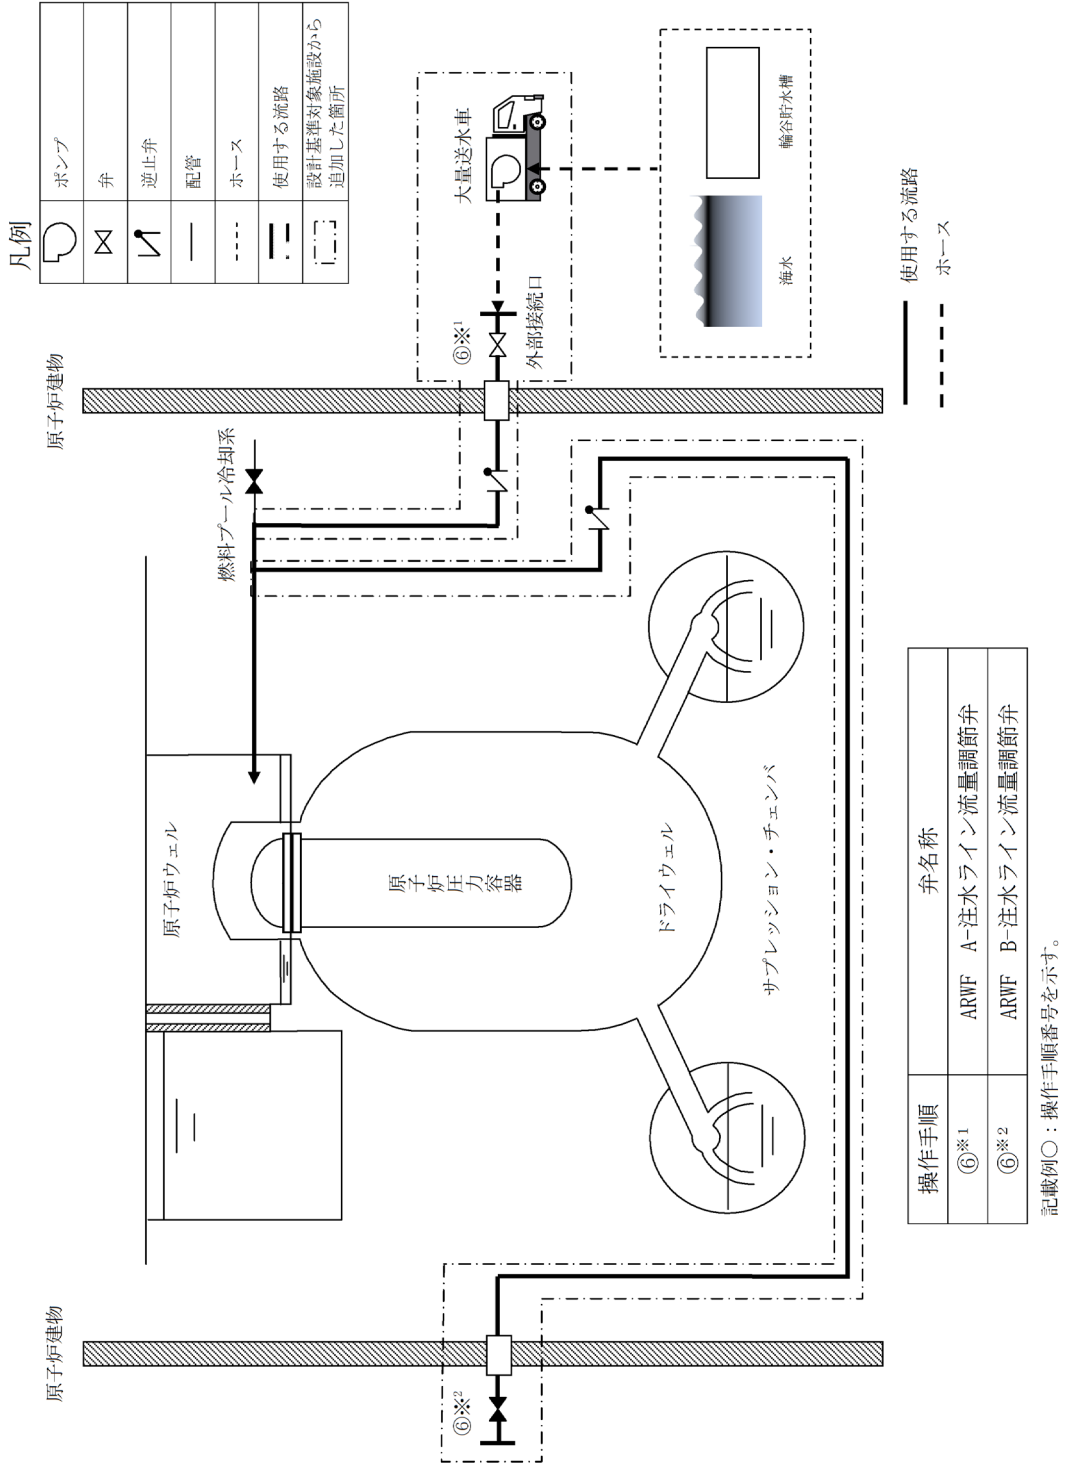 凡例
ポンプ
弁
逆止弁
配管
ホース
使用する流路
設計基準対象施設から
追加した箇所
原子炉建物
原子炉建物
燃料プール冷却系
大量送水車
外部接続口
⑥※1
⑥※2
輪谷貯水槽
海水
使用する流路
ホース
原子炉ウェル
原子炉圧力容器
ドライウェル
サプレッション・チェンバ
操作手順 弁名称
⑥※1 ARWF A-注水ライン流量調節弁
⑥※2 ARWF B-注水ライン流量調節弁
記載例○：操作手順番号を示す。